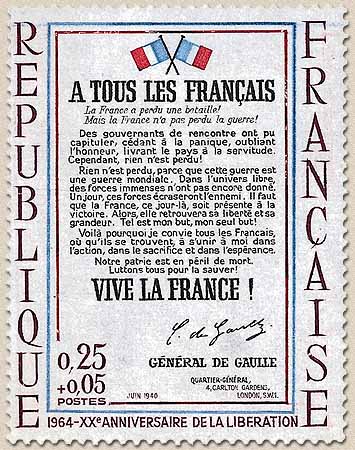 REPUBLIQUE
FRANÇAISE
A TOUS LES FRANÇAIS
La France a perdu une bataille!
Mais la France n'a pas perdu la guerre!
Des gouvernants de rencontre ont pu
capituler, cédant à la panique, oubliant
l'honneur, livrant le pays à la servitude.
Cependant, rien n'est perdu!
Rien n'est perdu, parce que cette guerre est
une guerre mondiale. Dans l'univers libre,
des forces immenses n'ont pas encore donné.
Un jour, ces forces écraseront l'ennemi. Il faut
que la France, ce jour-là, soit présente à la
victoire. Alors, elle retrouvera sa liberté et sa
grandeur. Tel est mon but, mon seul but!
Voilà pourquoi je convie tous les Francais,
où qu'ils se trouvent, à s'unir à moi dans
l'action, dans le sacrifice et dans l'espérance.
Notre patrie est en péril de mort.
Luttons tous pour la sauver!
VIVE LA FRANCE !
C. de Gaulle
GÉNÉRAL DE GAULLE
0,25
+0,05
POSTES
JUIN 1940
QUARTIER-GÉNÉRAL,
4, CARLTON GARDENS,
LONDON, S.W.1.
1964-XXe ANNIVERSAIRE DE LA LIBERATION